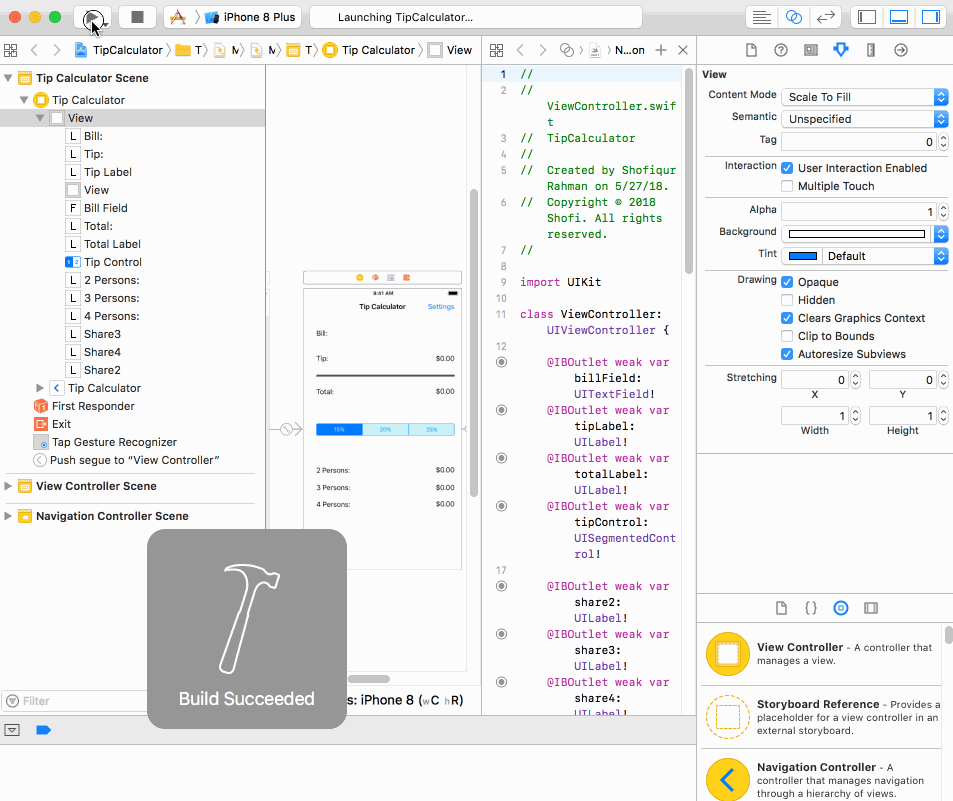 iPhone 8 Plus
Launching TipCalculator...
TipCalculator
T)
M
M
T
Tip Calculator
View
N...on
Tip Calculator Scene
Tip Calculator
View
L Bill:
L Tip:
L Tip Label
View
F Bill Field
L Total:
L Total Label
1 2 Tip Control
L 2 Persons:
L 3 Persons:
L 4 Persons:
L Share3
L Share4
L Share2
Tip Calculator
First Responder
Exit
Tap Gesture Recognizer
Push segue to “View Controller”
View Controller Scene
Navigation Controller Scene
Filter
9:41 AM
Tip Calculator Settings
Bill:
Tip: $0.00
Total: $0.00
15% 20% 25%
2 Persons: $0.00
3 Persons: $0.00
4 Persons: $0.00
Build Succeeded
s: iPhone 8 (wC hR)
1 //
2 //
ViewController.swif
t
3 // TipCalculator
4 //
5 // Created by Shofiqur
Rahman on 5/27/18.
6 // Copyright © 2018
Shofi. All rights
reserved.
7 //
8
9 import UIKit
10
11 class ViewController:
UIViewController {
12
@IBOutlet weak var
billField:
UITextField!
@IBOutlet weak var
tipLabel:
UILabel!
@IBOutlet weak var
totalLabel:
UILabel!
@IBOutlet weak var
tipControl:
UISegmentedCont
rol!
17
@IBOutlet weak var
share2:
UILabel!
@IBOutlet weak var
share3:
UILabel!
@IBOutlet weak var
share4:
UILabel!
View
Content Mode Scale To Fill
Semantic Unspecified
Tag 0
Interaction User Interaction Enabled
Multiple Touch
Alpha 1
Background
Tint Default
Drawing Opaque
Hidden
Clears Graphics Context
Clip to Bounds
Autoresize Subviews
Stretching 0 0
X Y
1 1
Width Height
{}
View Controller - A controller that
manages a view.
Storyboard Reference - Provides a
placeholder for a view controller in an
external storyboard.
Navigation Controller - A
controller that manages navigation
through a hierarchy of views.